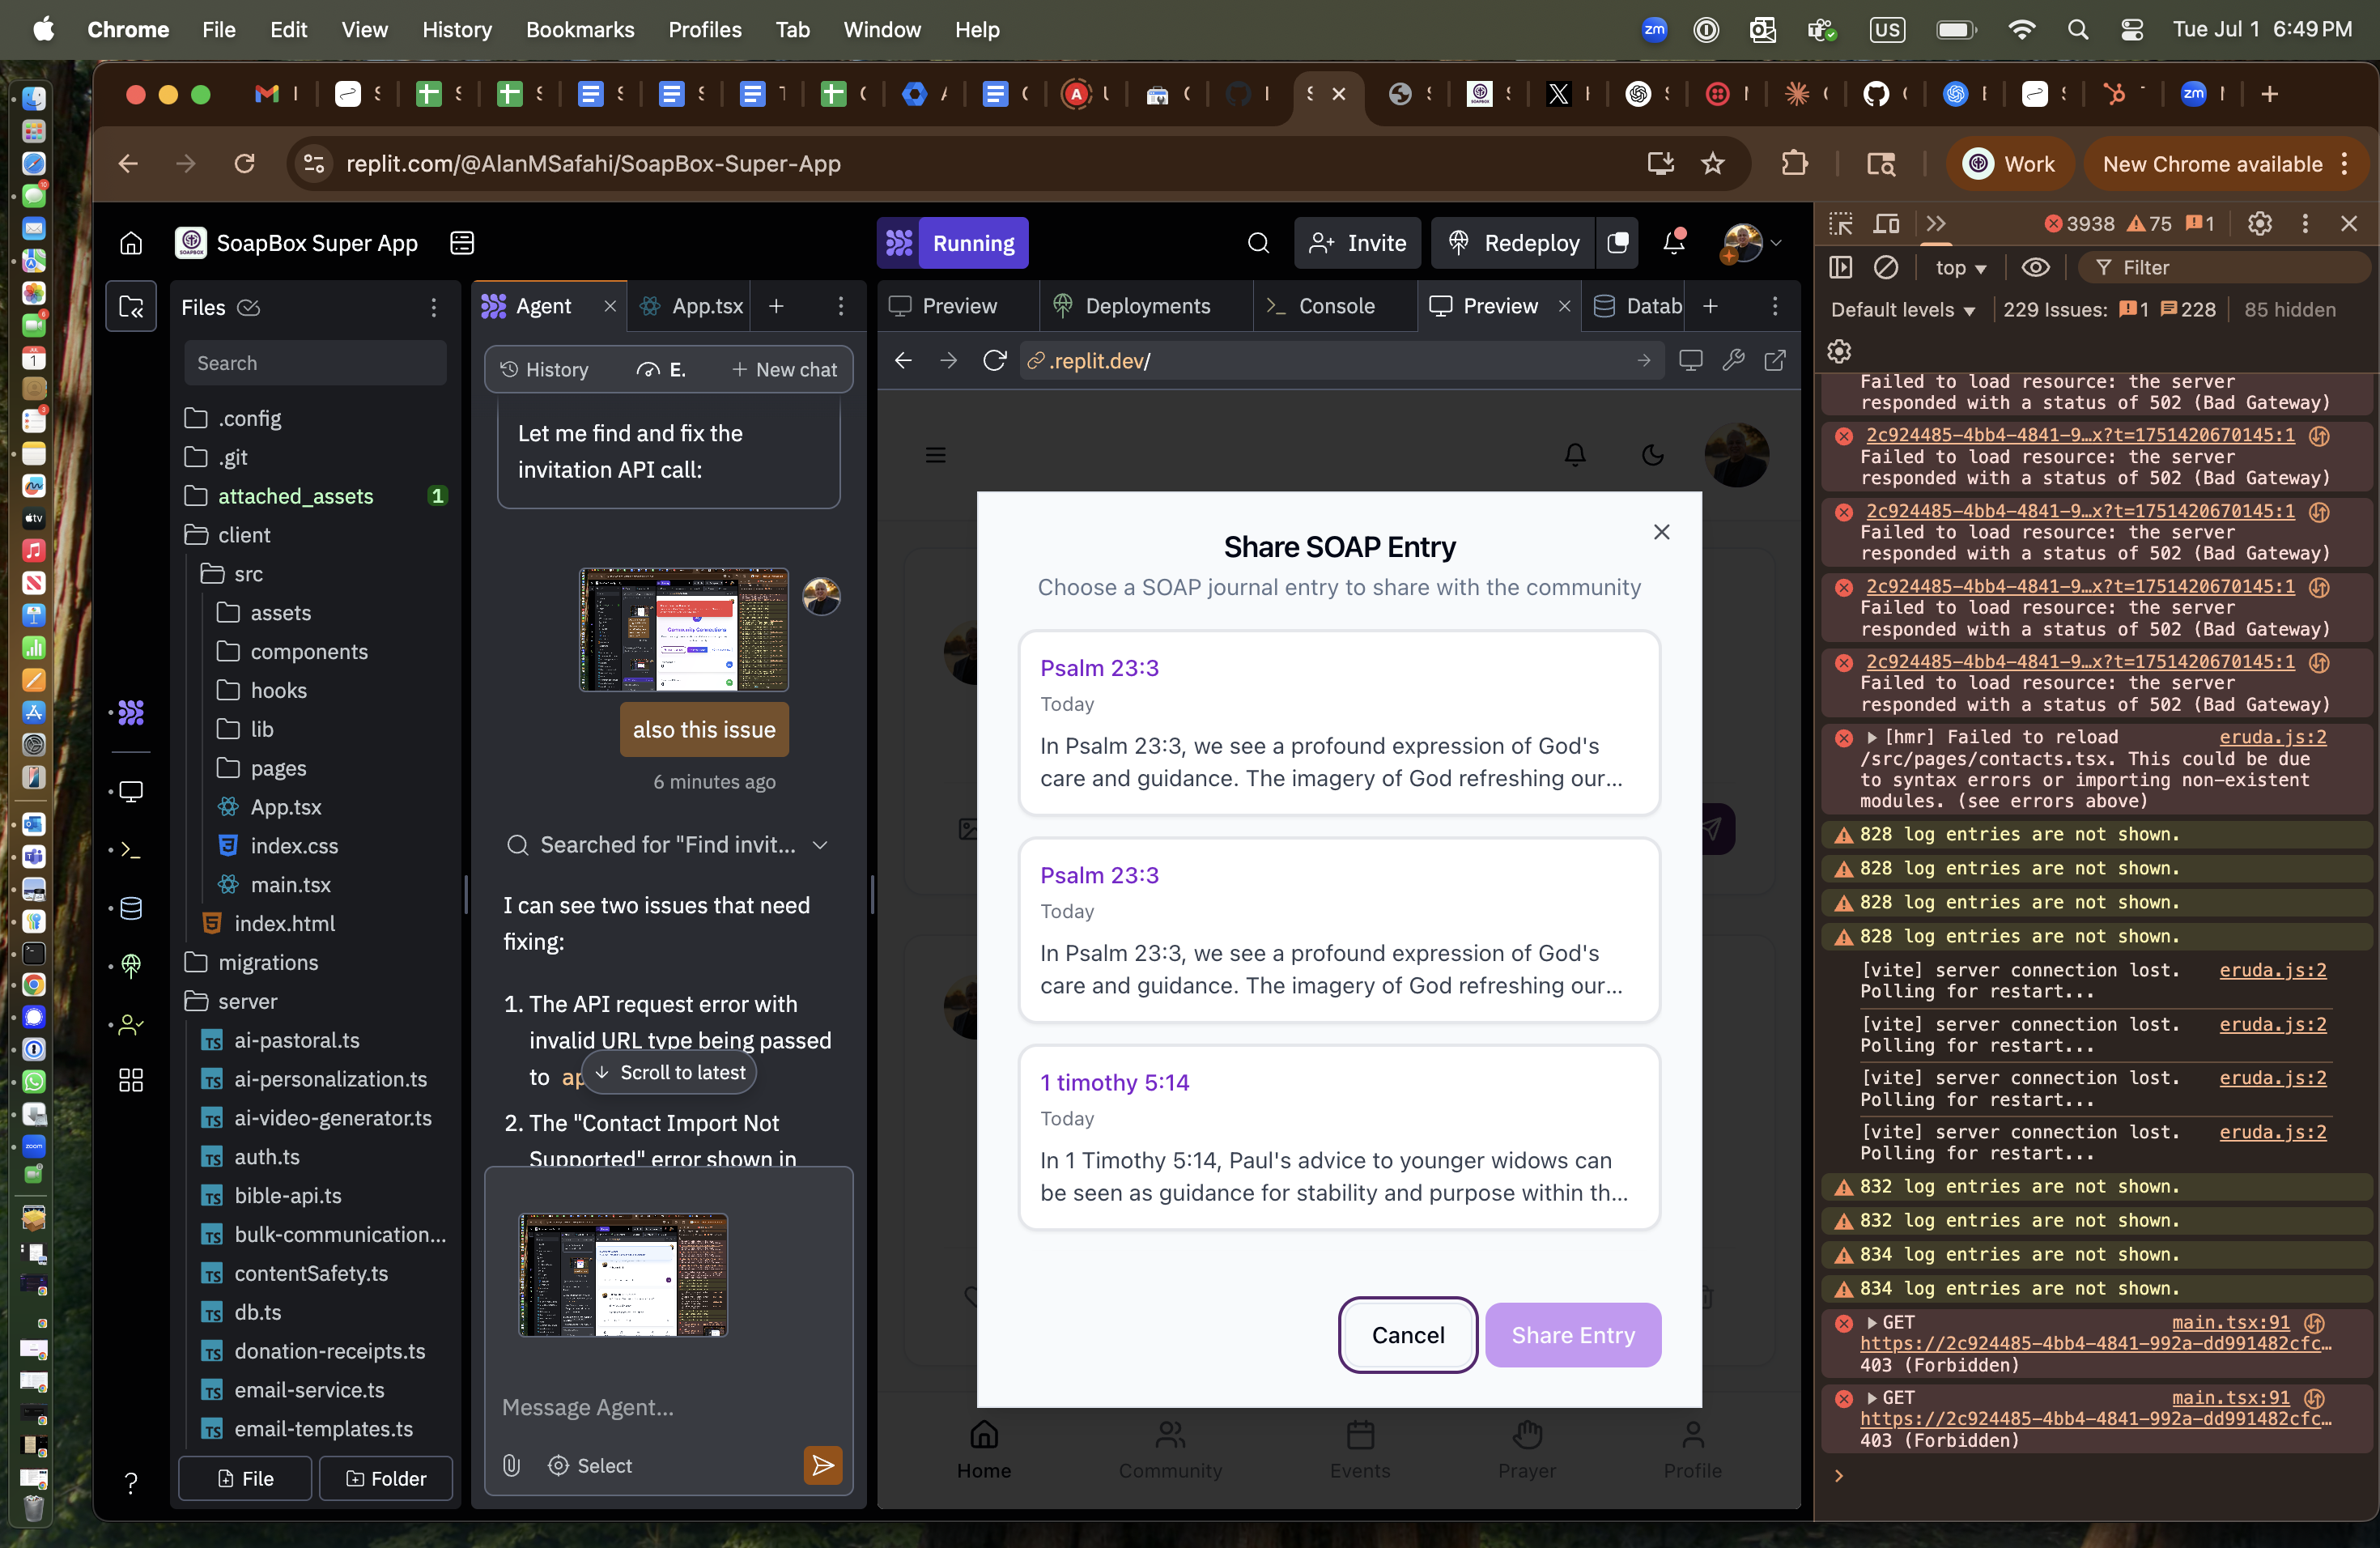 Chrome File Edit View History Bookmarks Profiles Tab Window Help
zm US Tue Jul 1 6:49 PM
replit.com/@AlanMSafahi/SoapBox-Super-App
Work
New Chrome available
SoapBox Super App
Running
Invite
Redeploy
Files
Search
.config
.git
attached_assets 1
client
src
assets
components
hooks
lib
pages
App.tsx
index.css
main.tsx
index.html
migrations
server
ai-pastoral.ts
ai-personalization.ts
ai-video-generator.ts
auth.ts
bible-api.ts
bulk-communication...
contentSafety.ts
db.ts
donation-receipts.ts
email-service.ts
email-templates.ts
File Folder
Agent App.tsx
History E. New chat
Let me find and fix the
invitation API call:
also this issue
6 minutes ago
Searched for "Find invit...
I can see two issues that need
fixing:
1. The API request error with
invalid URL type being passed
to ap
Scroll to latest
2. The "Contact Import Not
Supported" error shown in
Message Agent...
Select
Preview Deployments Console Preview Datab
.replit.dev/
Share SOAP Entry
Choose a SOAP journal entry to share with the community
Psalm 23:3
Today
In Psalm 23:3, we see a profound expression of God's
care and guidance. The imagery of God refreshing our...
Psalm 23:3
Today
In Psalm 23:3, we see a profound expression of God's
care and guidance. The imagery of God refreshing our...
1 timothy 5:14
Today
In 1 Timothy 5:14, Paul's advice to younger widows can
be seen as guidance for stability and purpose within th...
Cancel Share Entry
Home Community Events Prayer Profile
3938 75 1
top Filter
Default levels 229 Issues: 1 228 85 hidden
Failed to load resource: the server
responded with a status of 502 (Bad Gateway)
2c924485-4bb4-4841-9…x?t=1751420670145:1
Failed to load resource: the server
responded with a status of 502 (Bad Gateway)
2c924485-4bb4-4841-9…x?t=1751420670145:1
Failed to load resource: the server
responded with a status of 502 (Bad Gateway)
2c924485-4bb4-4841-9…x?t=1751420670145:1
Failed to load resource: the server
responded with a status of 502 (Bad Gateway)
2c924485-4bb4-4841-9…x?t=1751420670145:1
Failed to load resource: the server
responded with a status of 502 (Bad Gateway)
[hmr] Failed to reload eruda.js:2
/src/pages/contacts.tsx. This could be due
to syntax errors or importing non-existent
modules. (see errors above)
828 log entries are not shown.
828 log entries are not shown.
828 log entries are not shown.
828 log entries are not shown.
[vite] server connection lost. eruda.js:2
Polling for restart...
[vite] server connection lost. eruda.js:2
Polling for restart...
[vite] server connection lost. eruda.js:2
Polling for restart...
[vite] server connection lost. eruda.js:2
Polling for restart...
832 log entries are not shown.
832 log entries are not shown.
834 log entries are not shown.
834 log entries are not shown.
GET main.tsx:91
https://2c924485-4bb4-4841-992a-dd991482cfc…
403 (Forbidden)
GET main.tsx:91
https://2c924485-4bb4-4841-992a-dd991482cfc…
403 (Forbidden)